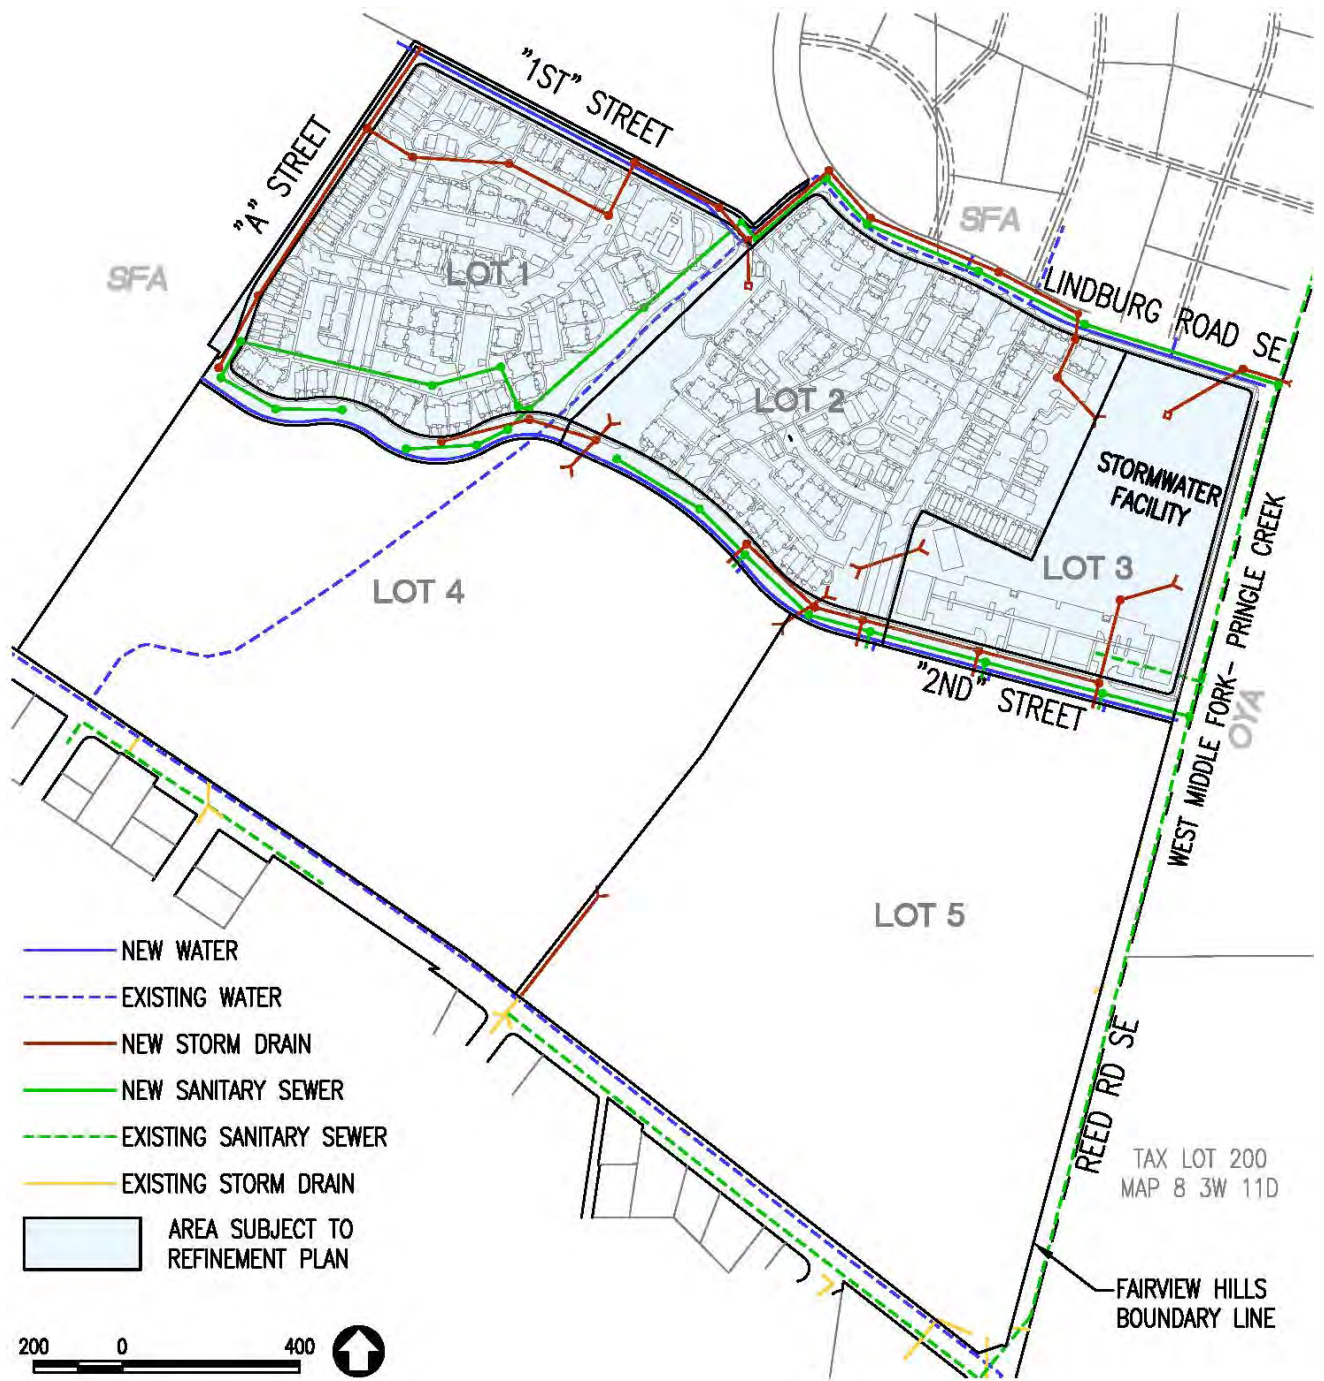 "1ST" STREET
"A" STREET
SFA
SFA
LOT 1
LINDBURG ROAD SE
LOT 2
STORMWATER
FACILITY
LOT 3
LOT 4
"2ND" STREET
WEST MIDDLE FORK- PRINGLE CREEK
OYA
LOT 5
NEW WATER
EXISTING WATER
NEW STORM DRAIN
NEW SANITARY SEWER
EXISTING SANITARY SEWER
EXISTING STORM DRAIN
AREA SUBJECT TO
REFINEMENT PLAN
REED RD SE
TAX LOT 200
MAP 8 3W 11D
FAIRVIEW HILLS
BOUNDARY LINE
200 0 400